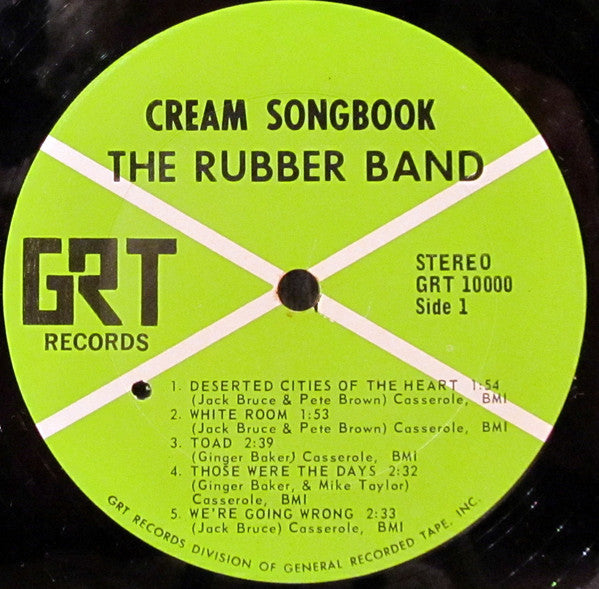 CREAM SONGBOOK
THE RUBBER BAND
GRT
RECORDS
STEREO
GRT 10000
Side 1
1. DESERTED CITIES OF THE HEART 1:54
(Jack Bruce & Pete Brown) Casserole, BMI
2. WHITE ROOM 1:53
(Jack Bruce & Pete Brown) Casserole, BMI
3. TOAD 2:39
(Ginger Baker) Casserole, BMI
4. THOSE WERE THE DAYS 2:32
(Ginger Baker, & Mike Taylor)
Casserole, BMI
5. WE'RE GOING WRONG 2:33
(Jack Bruce) Casserole, BMI
GRT RECORDS DIVISION OF GENERAL RECORDED TAPE, INC.